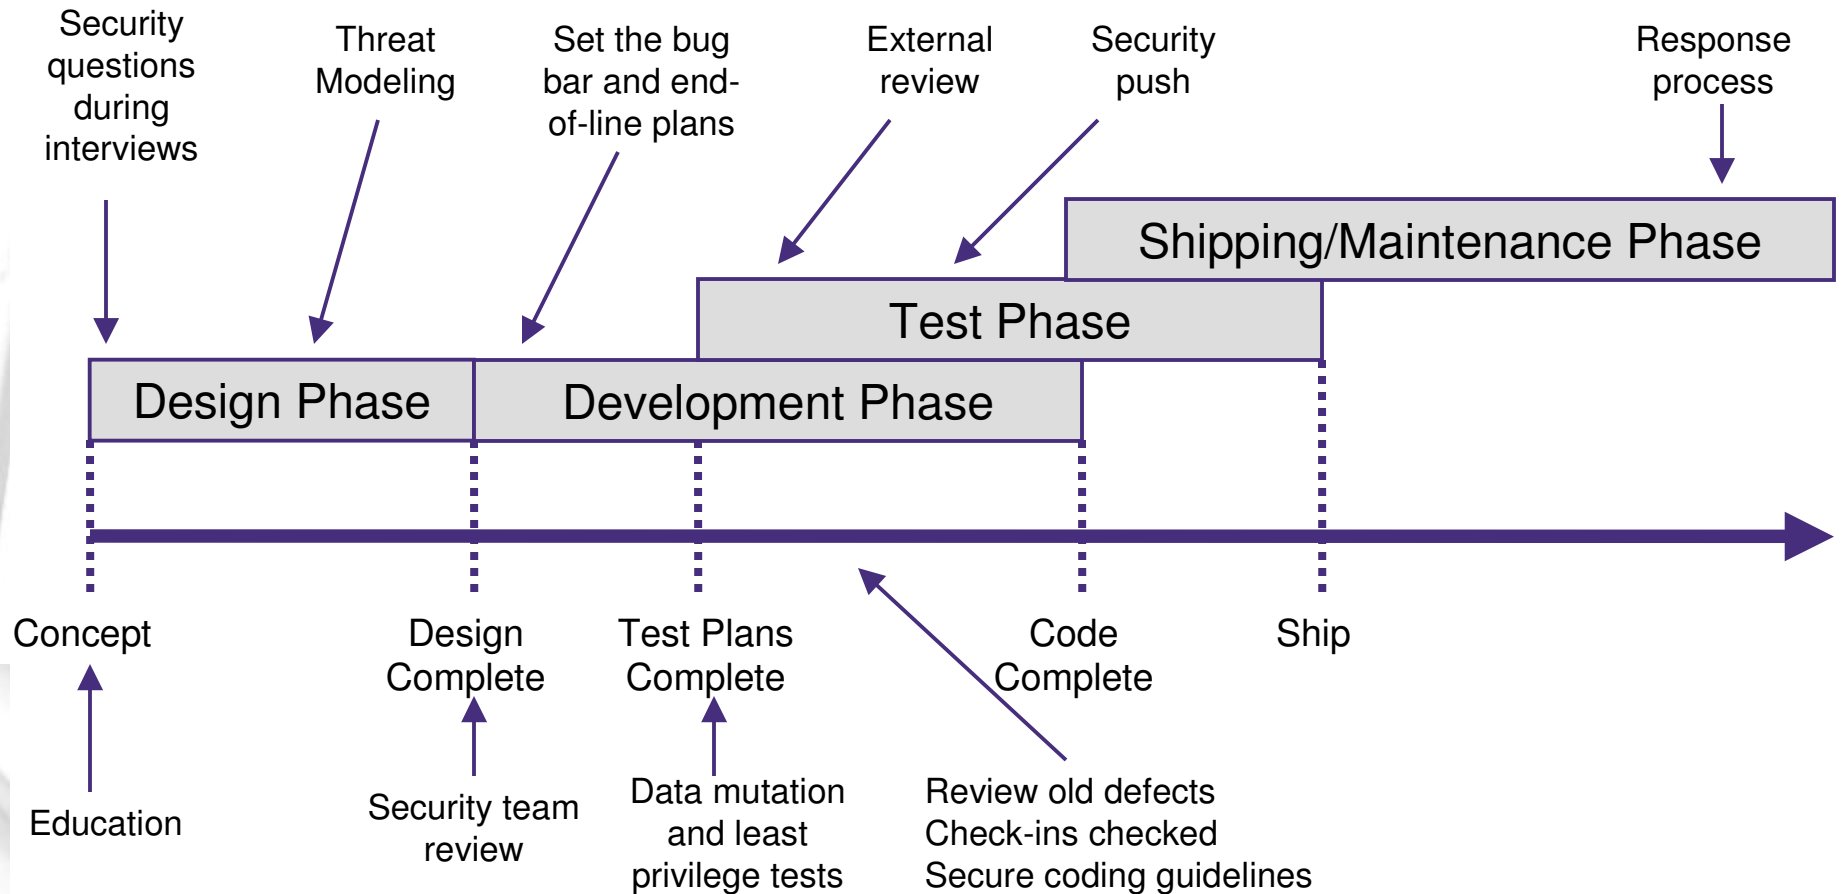 Security
questions
during
interviews
Threat
Modeling
Set the bug
bar and end-
of-line plans
External
review
Security
push
Response
process
Shipping/Maintenance Phase
Test Phase
Design Phase
Development Phase
Concept
Design
Complete
Test Plans
Complete
Code
Complete
Ship
Education
Security team
review
Data mutation
and least
privilege tests
Review old defects
Check-ins checked
Secure coding guidelines